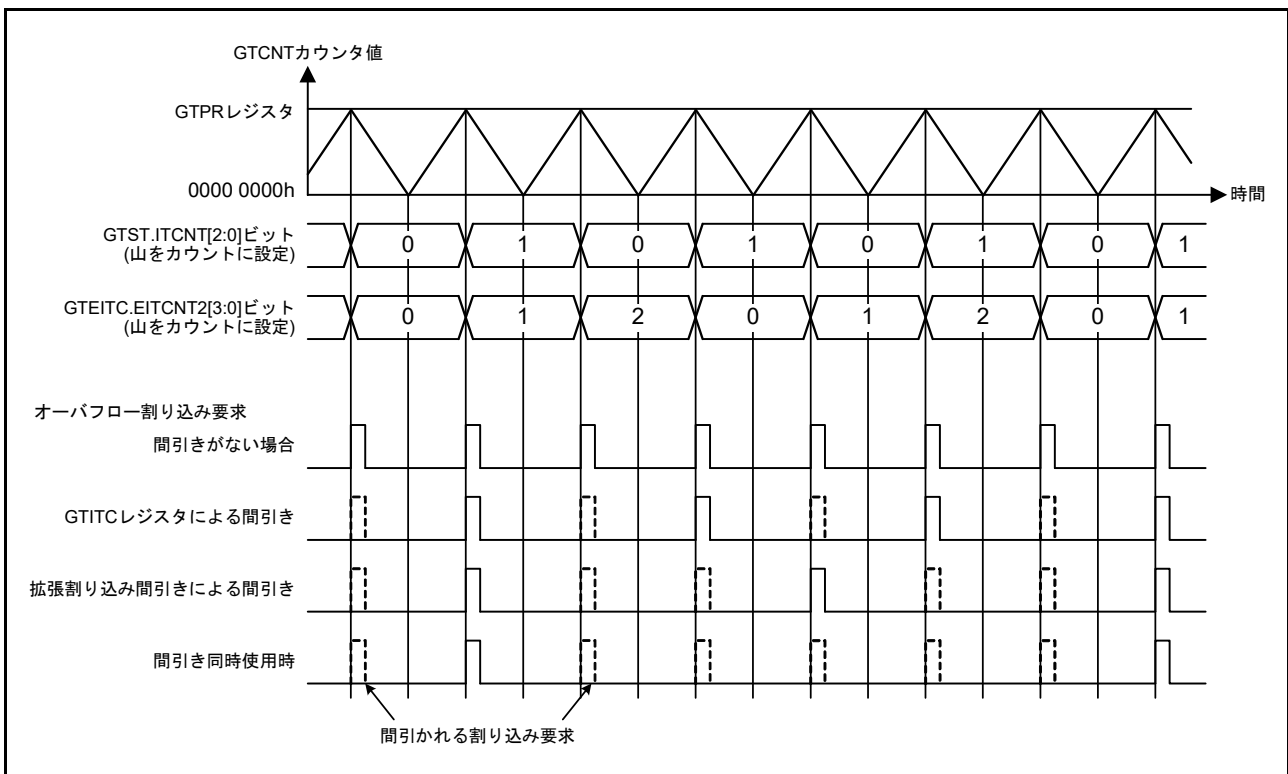 GTCNTカウンタ値
GTPRレジスタ
0000 0000h
時間
GTST.ITCNT[2:0]ビット
(山をカウントに設定)
0 1 0 1 0 1 0 1
GTEITC.EITCNT2[3:0]ビット
(山をカウントに設定)
0 1 2 0 1 2 0 1
オーバフロー割り込み要求
間引きがない場合
GTITCレジスタによる間引き
拡張割り込み間引きによる間引き
間引き同時使用時
間引かれる割り込み要求